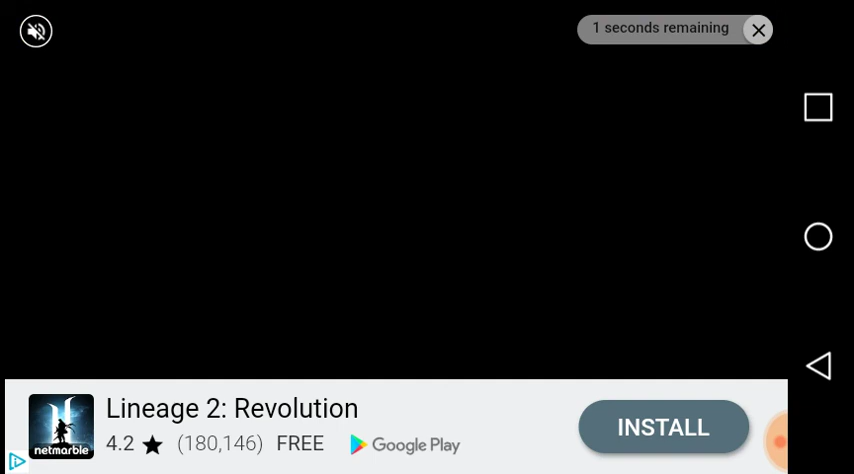 1 seconds remaining
Lineage 2: Revolution
4.2 ★ (180,146) FREE Google Play
INSTALL
netmarble